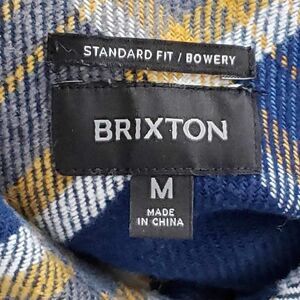 STANDARD FIT / BOWERY
BRIXTON
M
MADE
IN CHINA